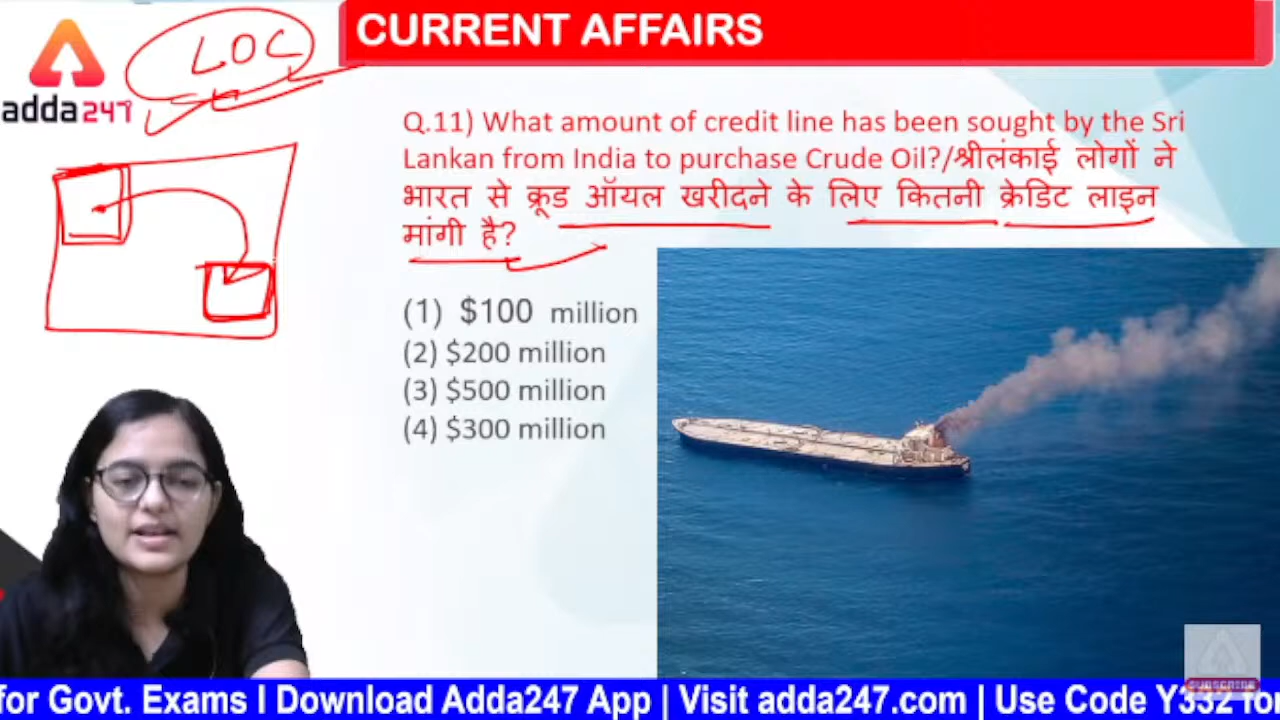 LOC
CURRENT AFFAIRS
adda247
Q.11) What amount of credit line has been sought by the Sri
Lankan from India to purchase Crude Oil?/श्रीलंकाई लोगों ने
भारत से क्रूड ऑयल खरीदने के लिए कितनी क्रेडिट लाइन
मांगी है?
(1) $100 million
(2) $200 million
(3) $500 million
(4) $300 million
SUBSCRIBE
for Govt. Exams I Download Adda247 App | Visit adda247.com | Use Code Y332 for